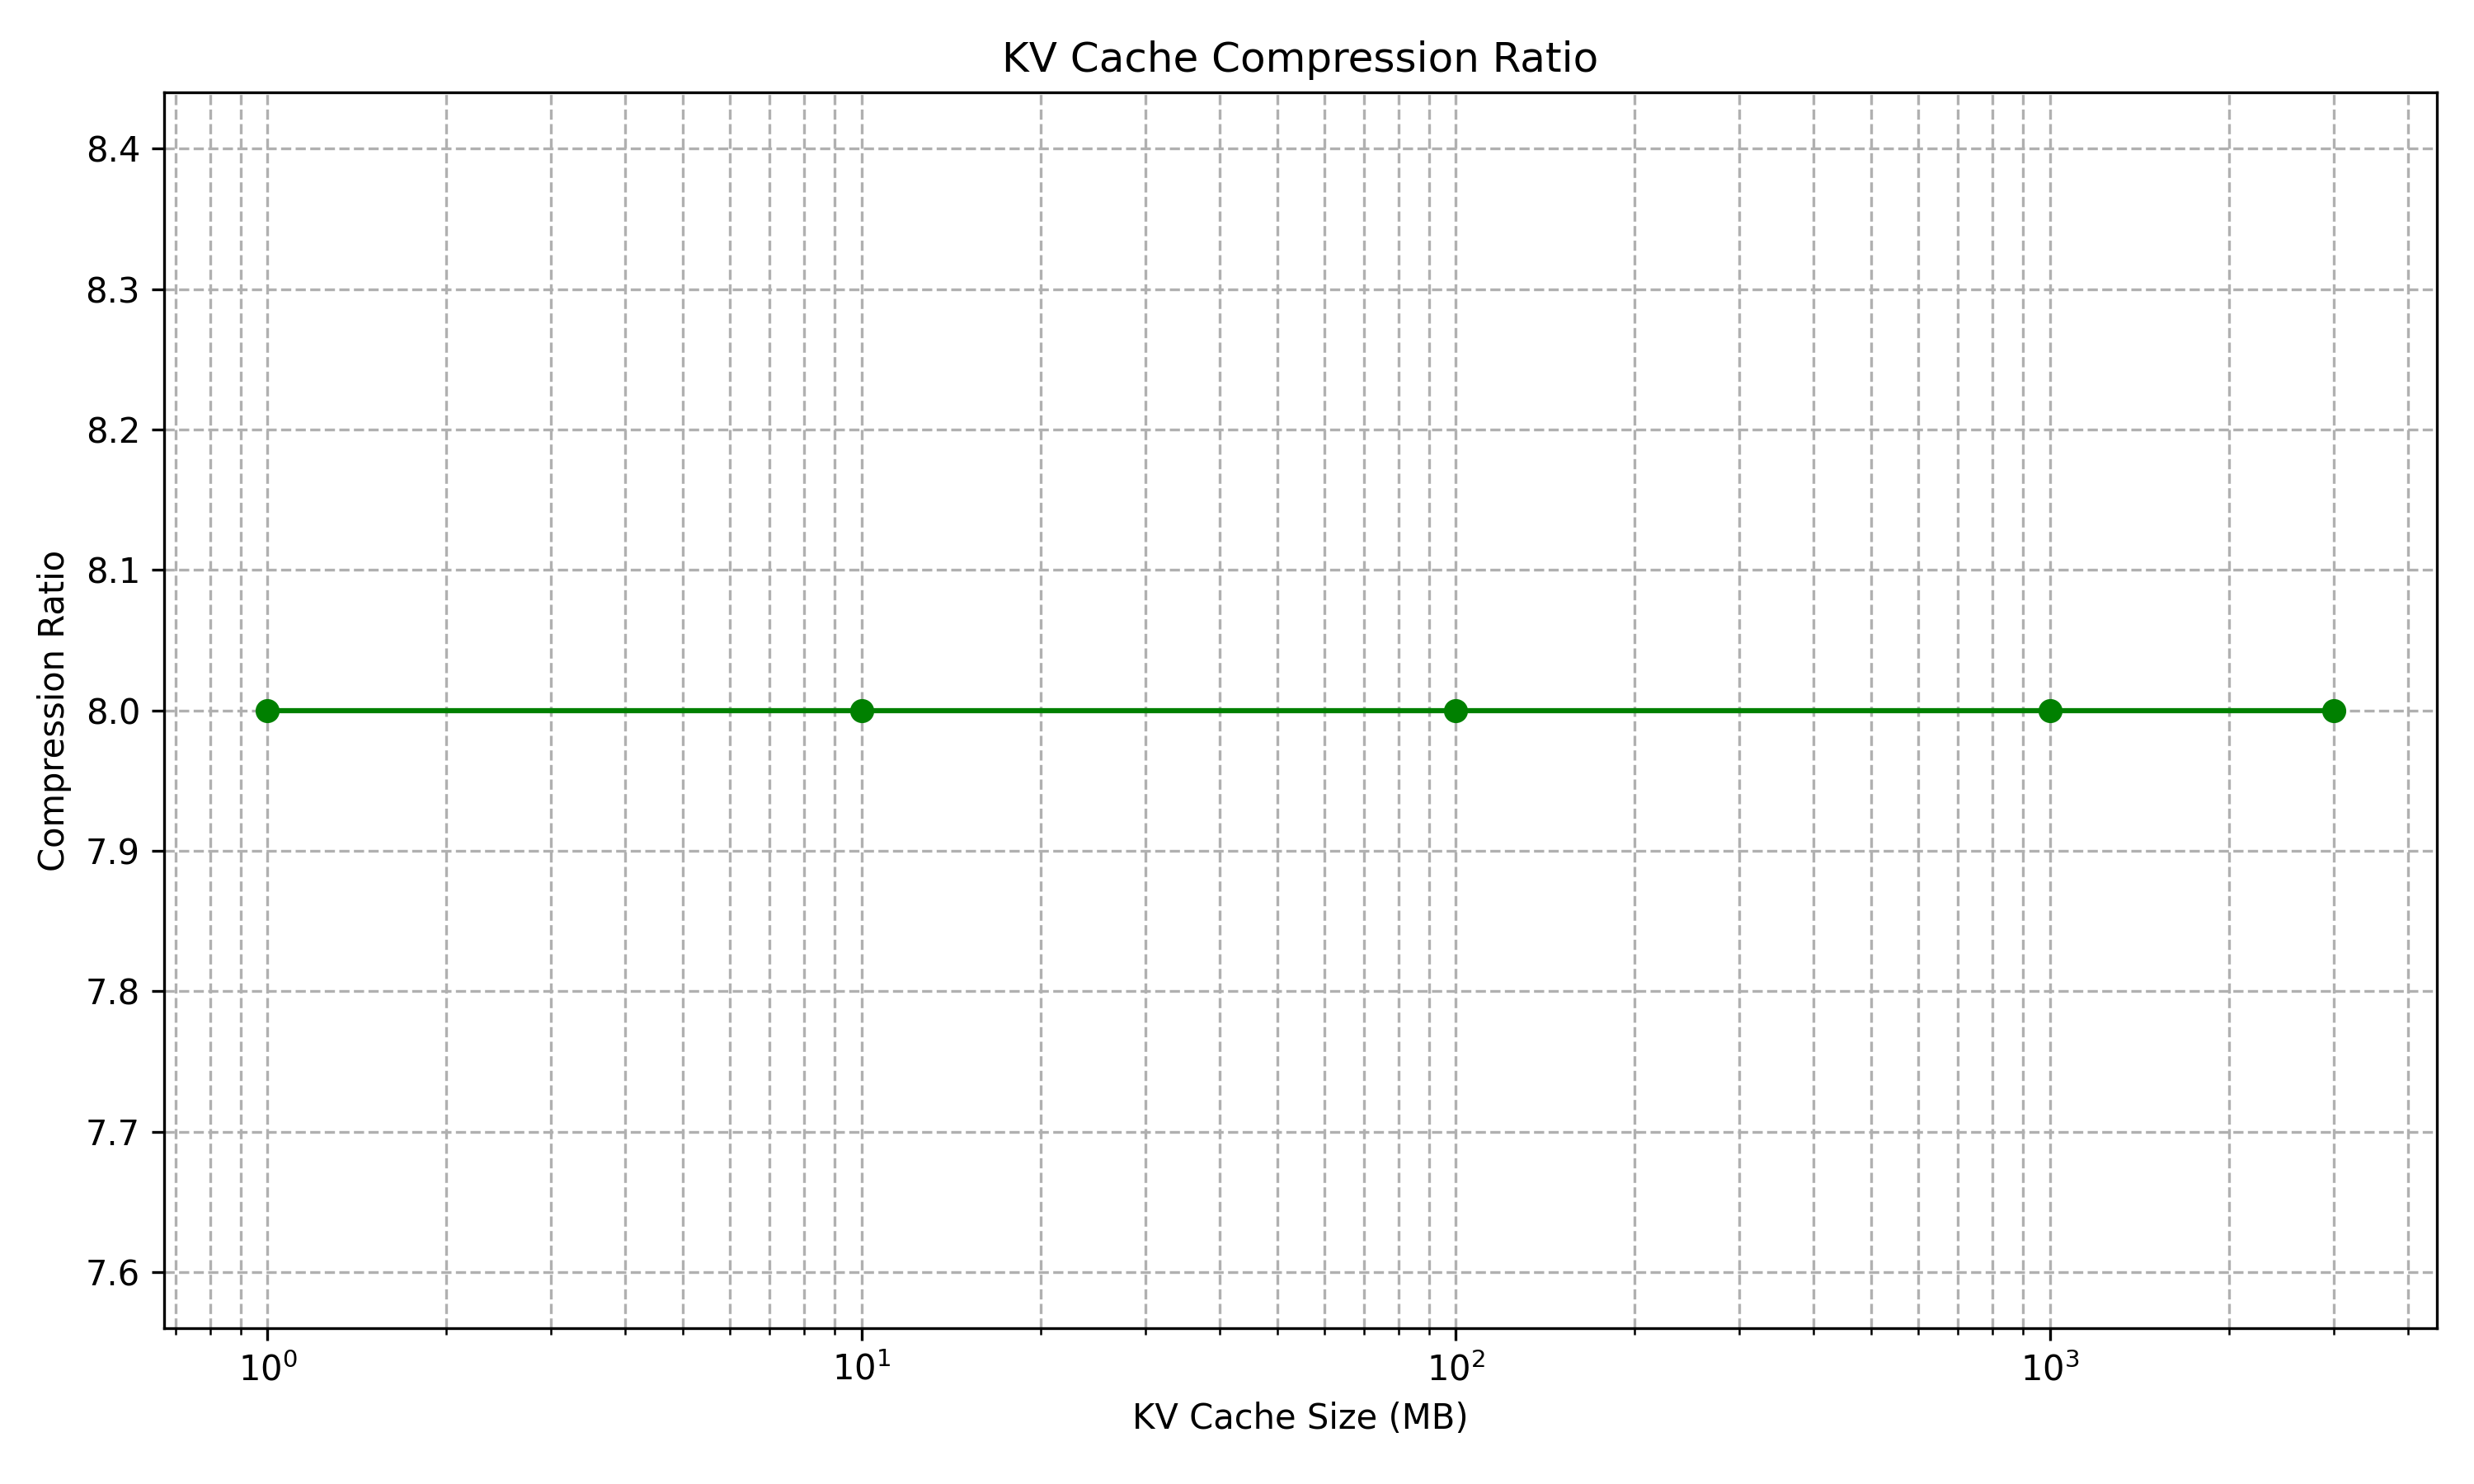 KV Cache Compression Ratio
Compression Ratio
8.4
8.3
8.2
8.1
8.0
7.9
7.8
7.7
7.6
10⁰ 10¹ 10² 10³
KV Cache Size (MB)